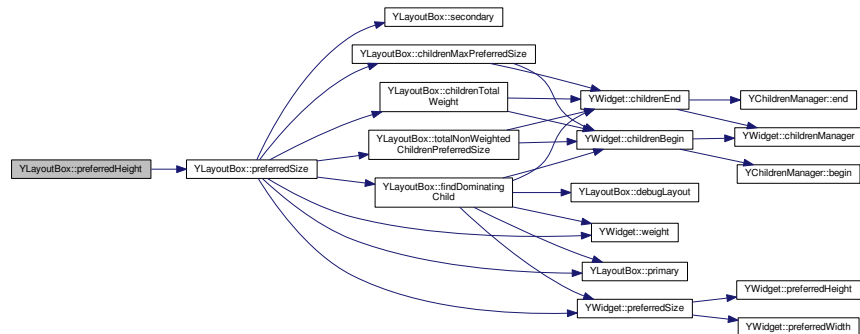 YLayoutBox::preferredHeight
YLayoutBox::preferredSize
YLayoutBox::secondary
YLayoutBox::childrenMaxPreferredSize
YLayoutBox::childrenTotal
Weight
YLayoutBox::totalNonWeighted
ChildrenPreferredSize
YLayoutBox::findDominating
Child
YWidget::childrenEnd
YWidget::childrenBegin
YLayoutBox::debugLayout
YWidget::weight
YLayoutBox::primary
YWidget::preferredSize
YChildrenManager::end
YWidget::childrenManager
YChildrenManager::begin
YWidget::preferredHeight
YWidget::preferredWidth